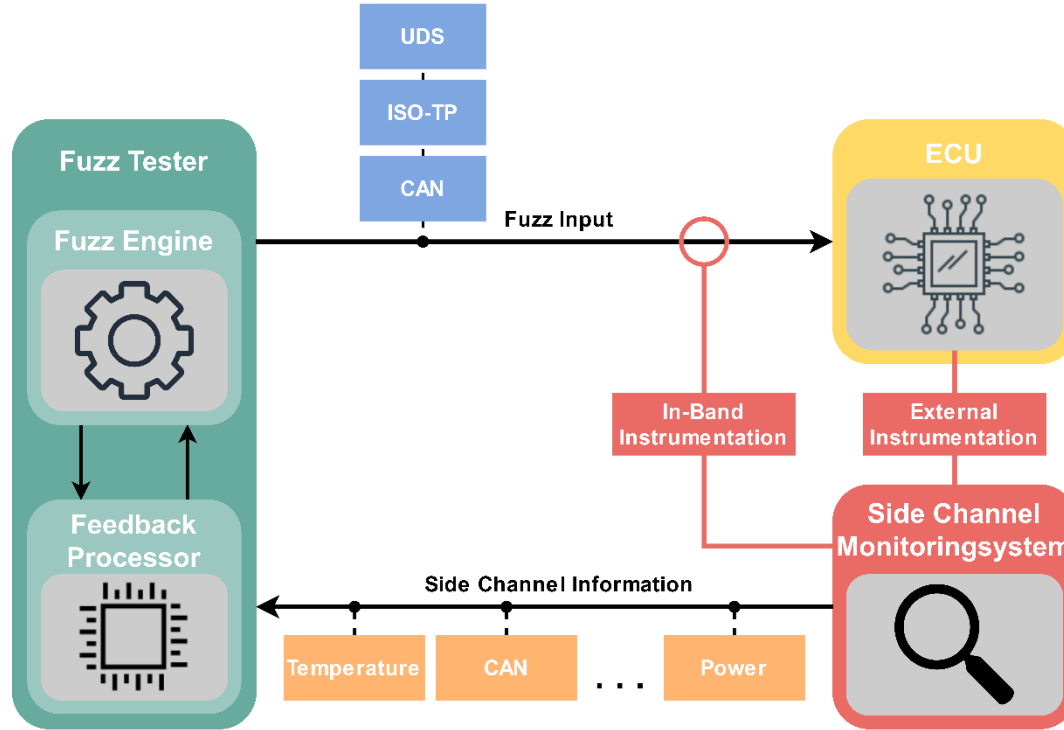 UDS
ISO-TP
CAN
Fuzz Tester
ECU
Fuzz Input
Fuzz Engine
In-Band
Instrumentation
External
Instrumentation
Feedback
Processor
Side Channel
Monitoringsystem
Side Channel Information
Temperature
CAN
. . .
Power